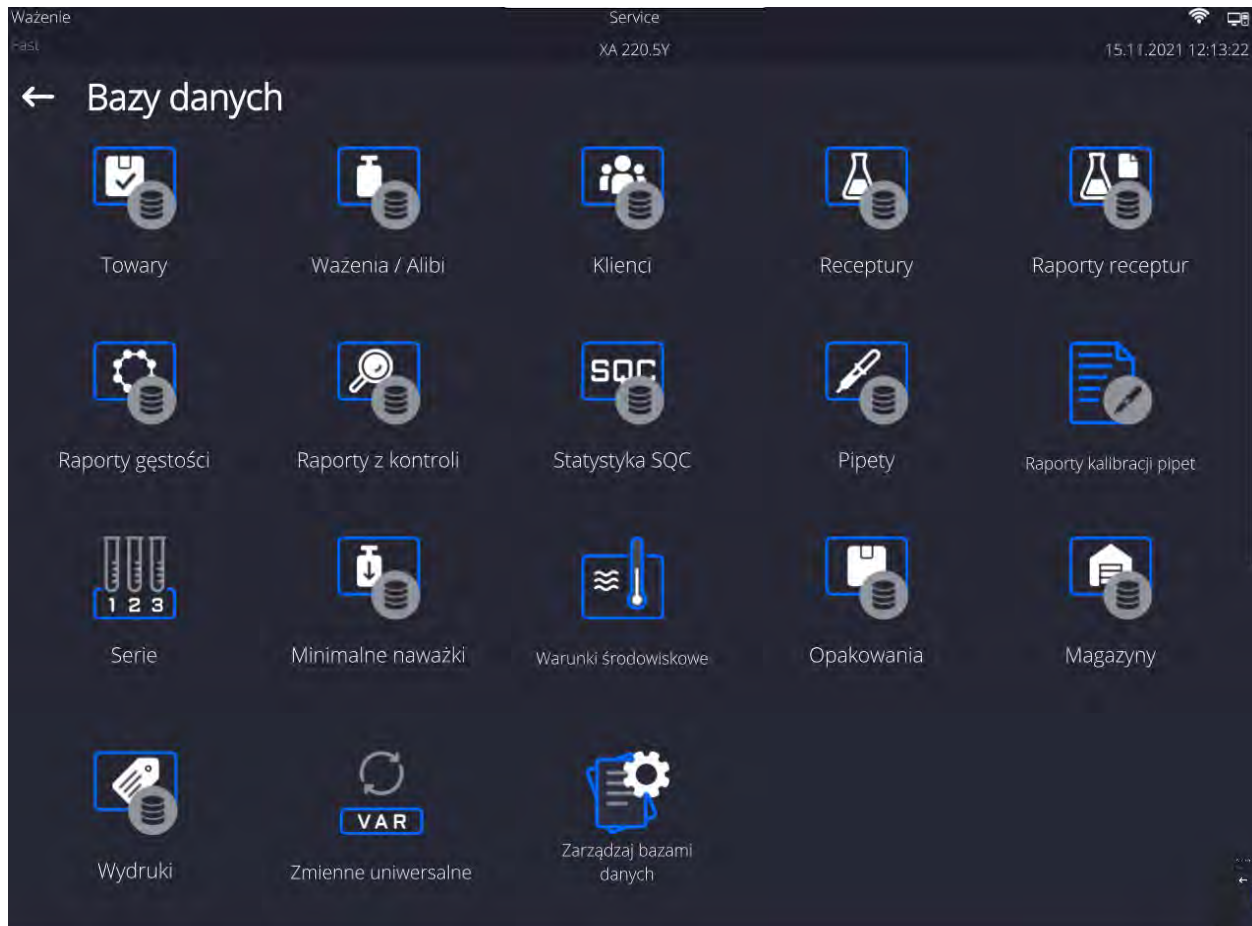 Ważenie Service
Fast XA 220.5Y 15.11.2021 12:13:22
Bazy danych
Towary Ważenia / Alibi Klienci Receptury Raporty receptur
SQC
Raporty gęstości Raporty z kontroli Statystyka SQC Pipety Raporty kalibracji pipet
1 2 3
Serie Minimalne naważki Warunki środowiskowe Opakowania Magazyny
VAR
Wydruki Zmienne uniwersalne Zarządzaj bazami
danych